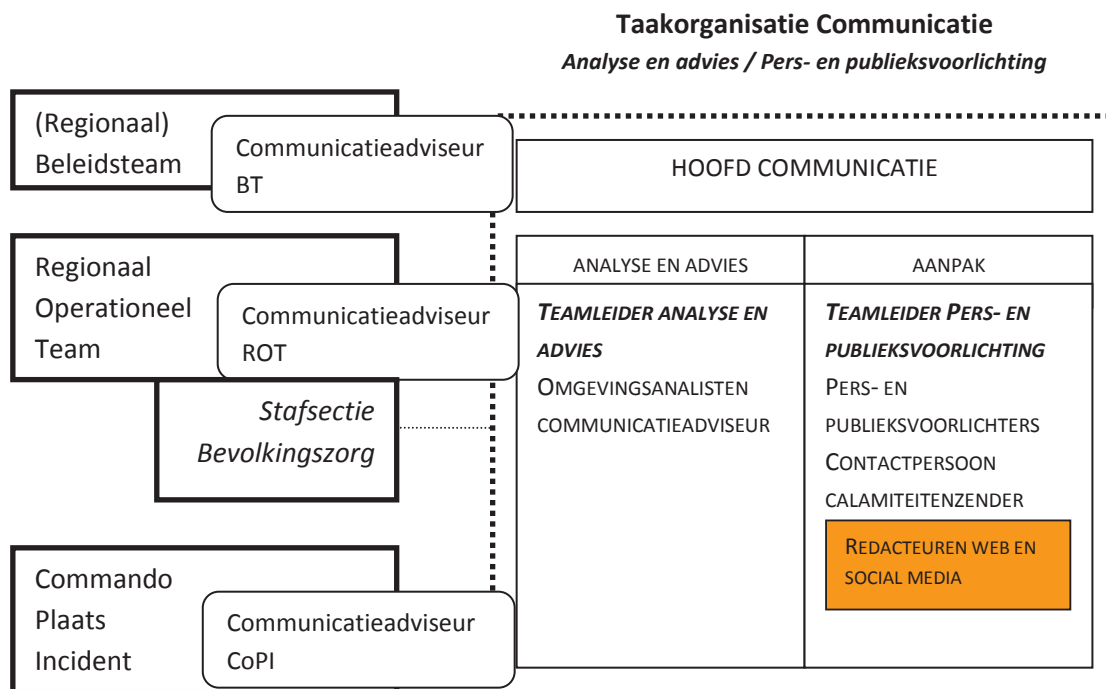 Taakorganisatie Communicatie
Analyse en advies / Pers- en publieksvoorlichting
(Regionaal)
Beleidsteam
Communicatieadviseur
BT
HOOFD COMMUNICATIE
Regionaal
Operationeel
Team
Communicatieadviseur
ROT
Stafsectie
Bevolkingszorg
Commando
Plaats
Incident
Communicatieadviseur
CoPI
ANALYSE EN ADVIES
TEAMLEIDER ANALYSE EN
ADVIES
OMGEVINGSANALISTEN
COMMUNICATIEADVISEUR
AANPAK
TEAMLEIDER PERS- EN
PUBLIEKSVOORLICHTING
PERS- EN
PUBLIEKSVOORLICHTERS
CONTACTPERSOON
CALAMITEITENZENDER
REDACTEUREN WEB EN
SOCIAL MEDIA